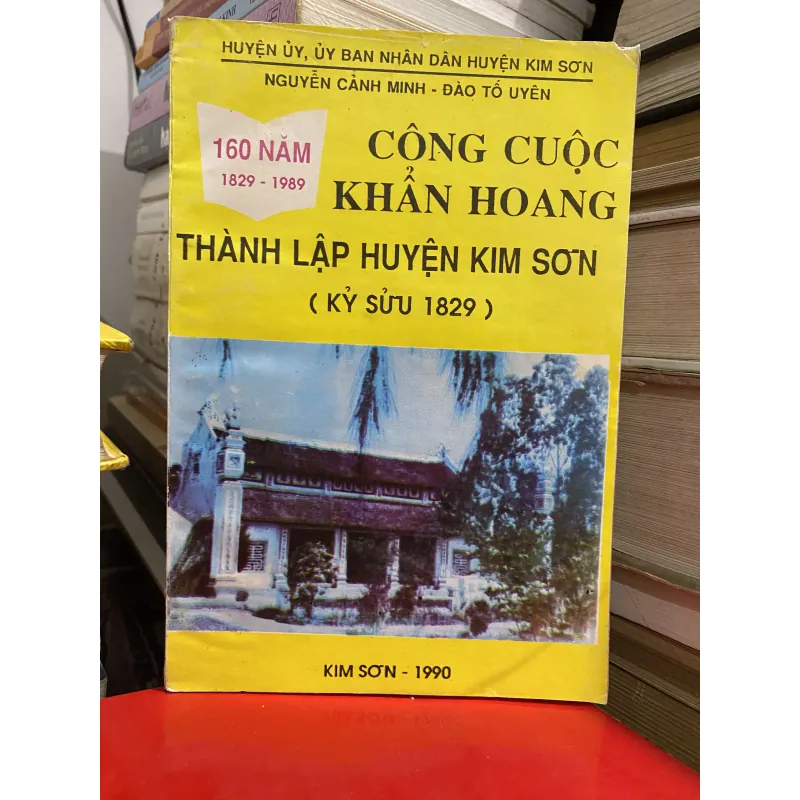 HUYỆN ỦY, ỦY BAN NHÂN DÂN HUYỆN KIM SƠN
NGUYỄN CẢNH MINH - ĐÀO TỐ UYÊN
160 NĂM
1829 - 1989
CÔNG CUỘC
KHẨN HOANG
THÀNH LẬP HUYỆN KIM SƠN
( KỶ SỬU 1829 )
KIM SƠN - 1990